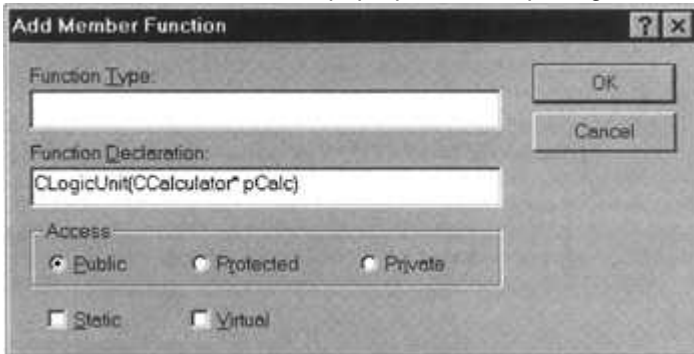 Add Member Function
Function Type:
OK
Cancel
Function Declaration:
CLogicUnit(CCalculator* pCalc)
Access
Public Protected Private
Static Virtual